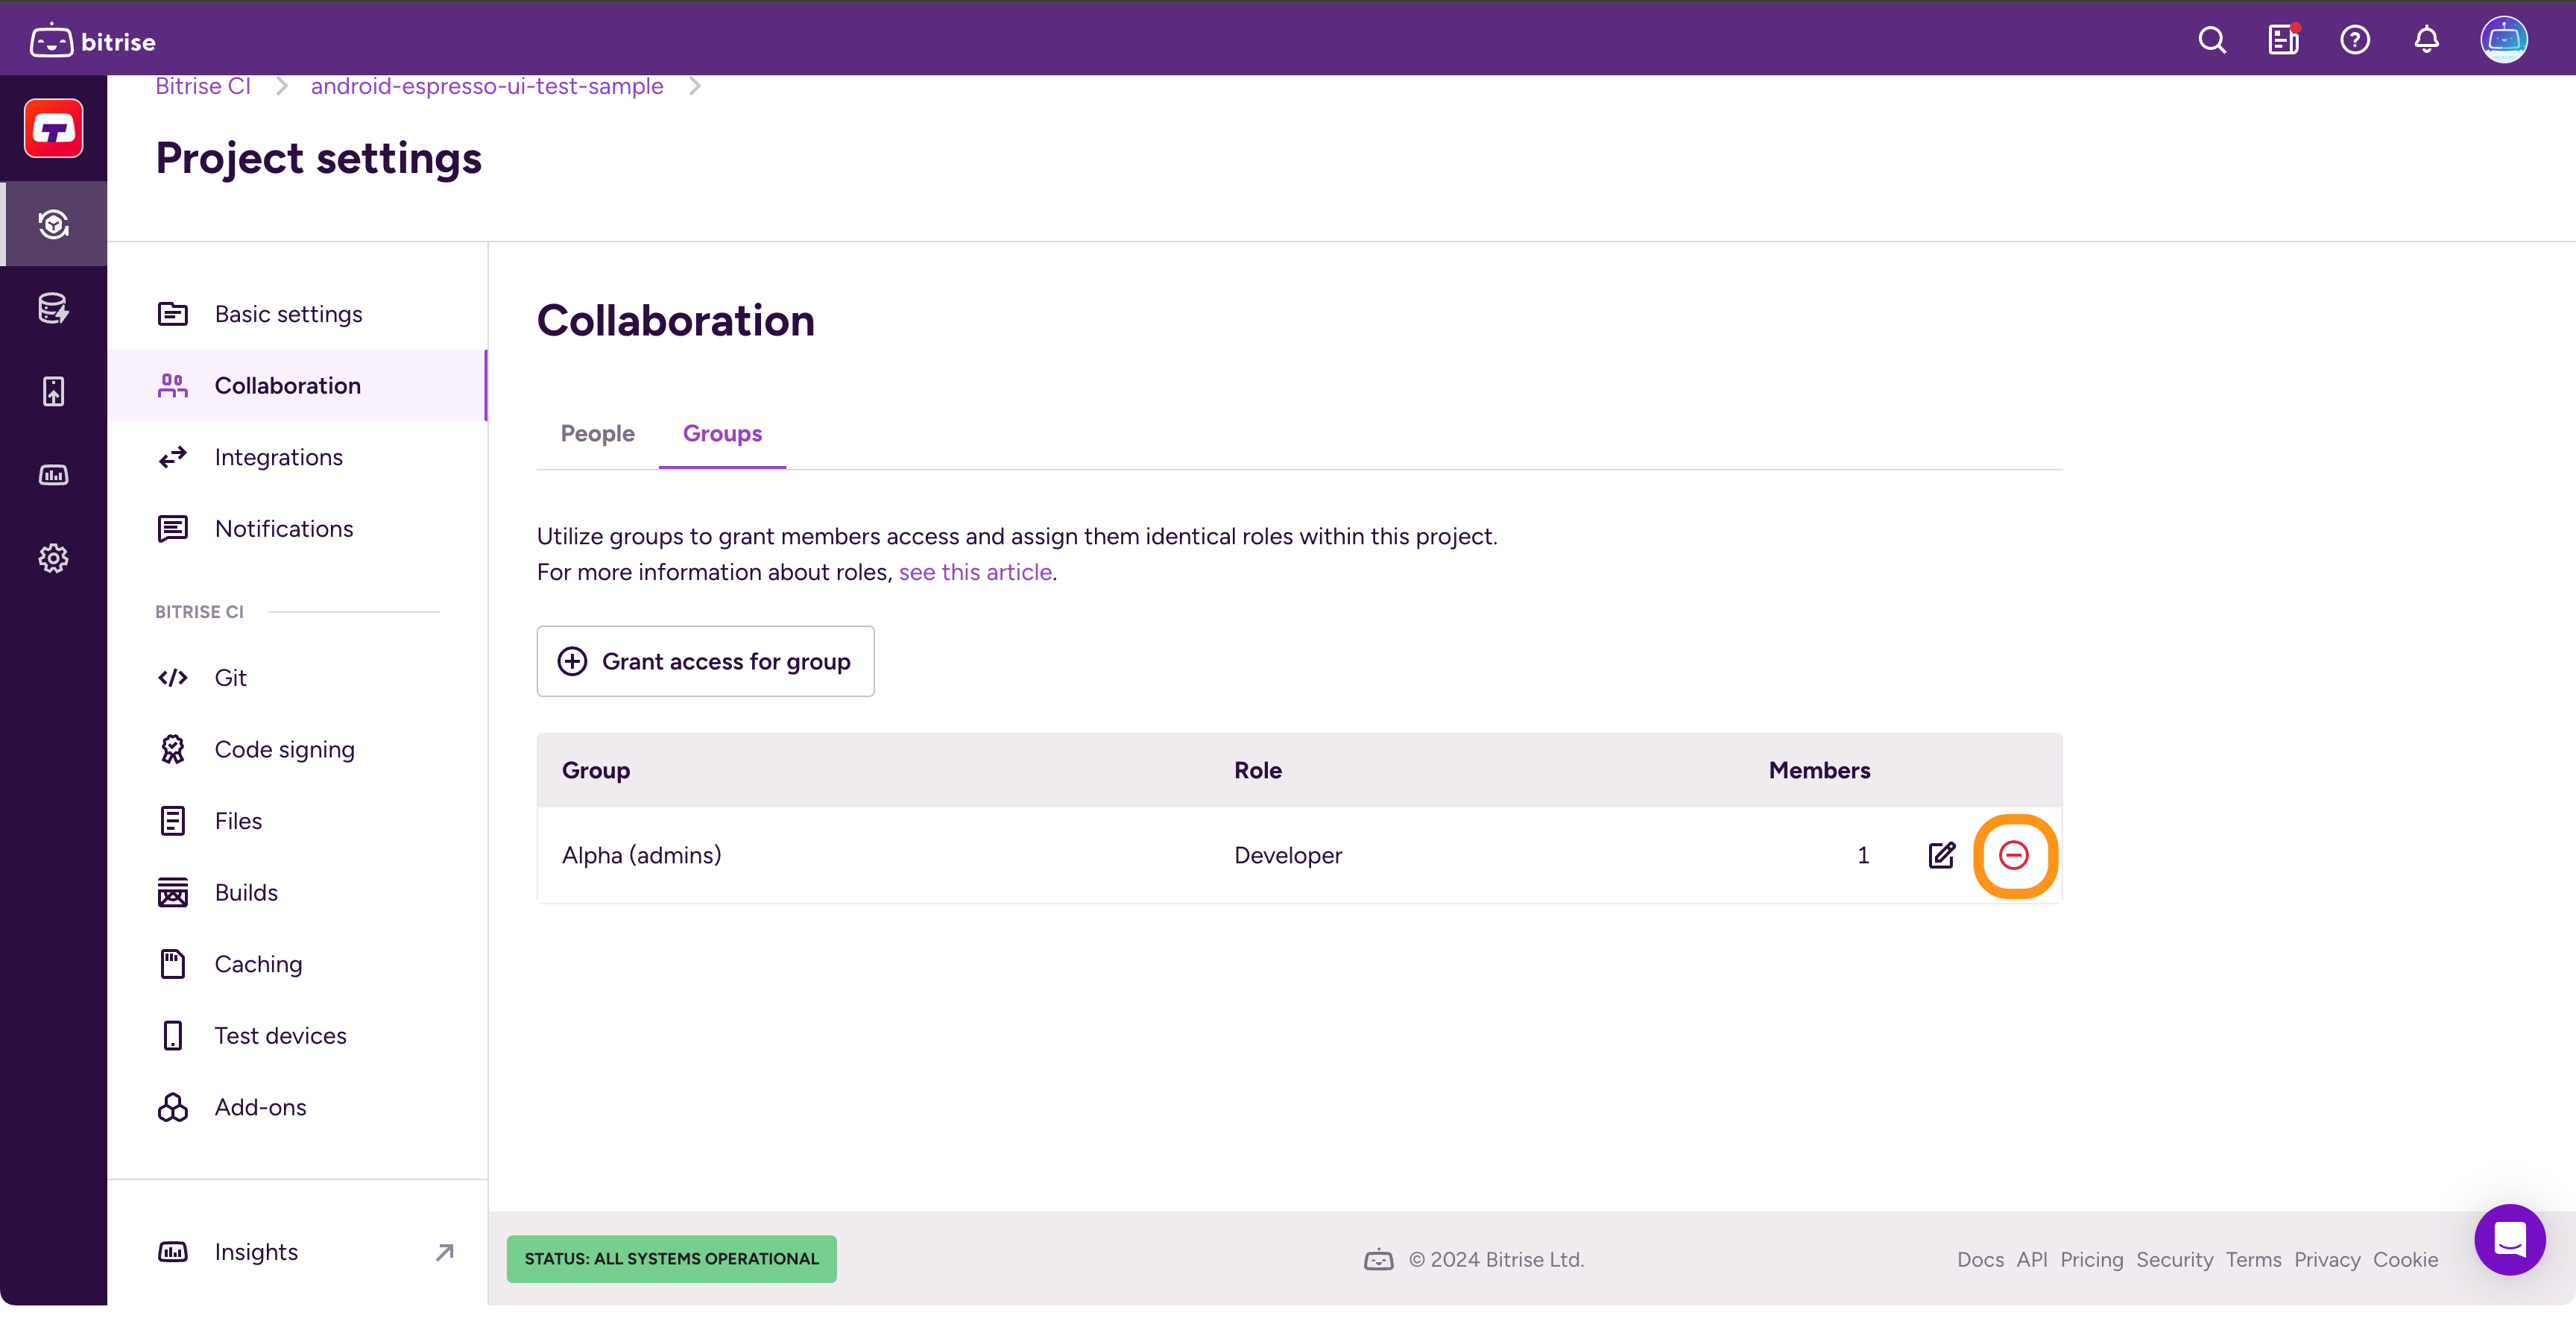 bitrise
Bitrise CI
android-espresso-ui-test-sample
Project settings
Basic settings
Collaboration
Integrations
Notifications
BITRISE CI
Git
Code signing
Files
Builds
Caching
Test devices
Add-ons
Insights
Collaboration
People Groups
Utilize groups to grant members access and assign them identical roles within this project.
For more information about roles, see this article.
Grant access for group
Group Role Members
Alpha (admins) Developer 1
STATUS: ALL SYSTEMS OPERATIONAL
© 2024 Bitrise Ltd.
Docs API Pricing Security Terms Privacy Cookie